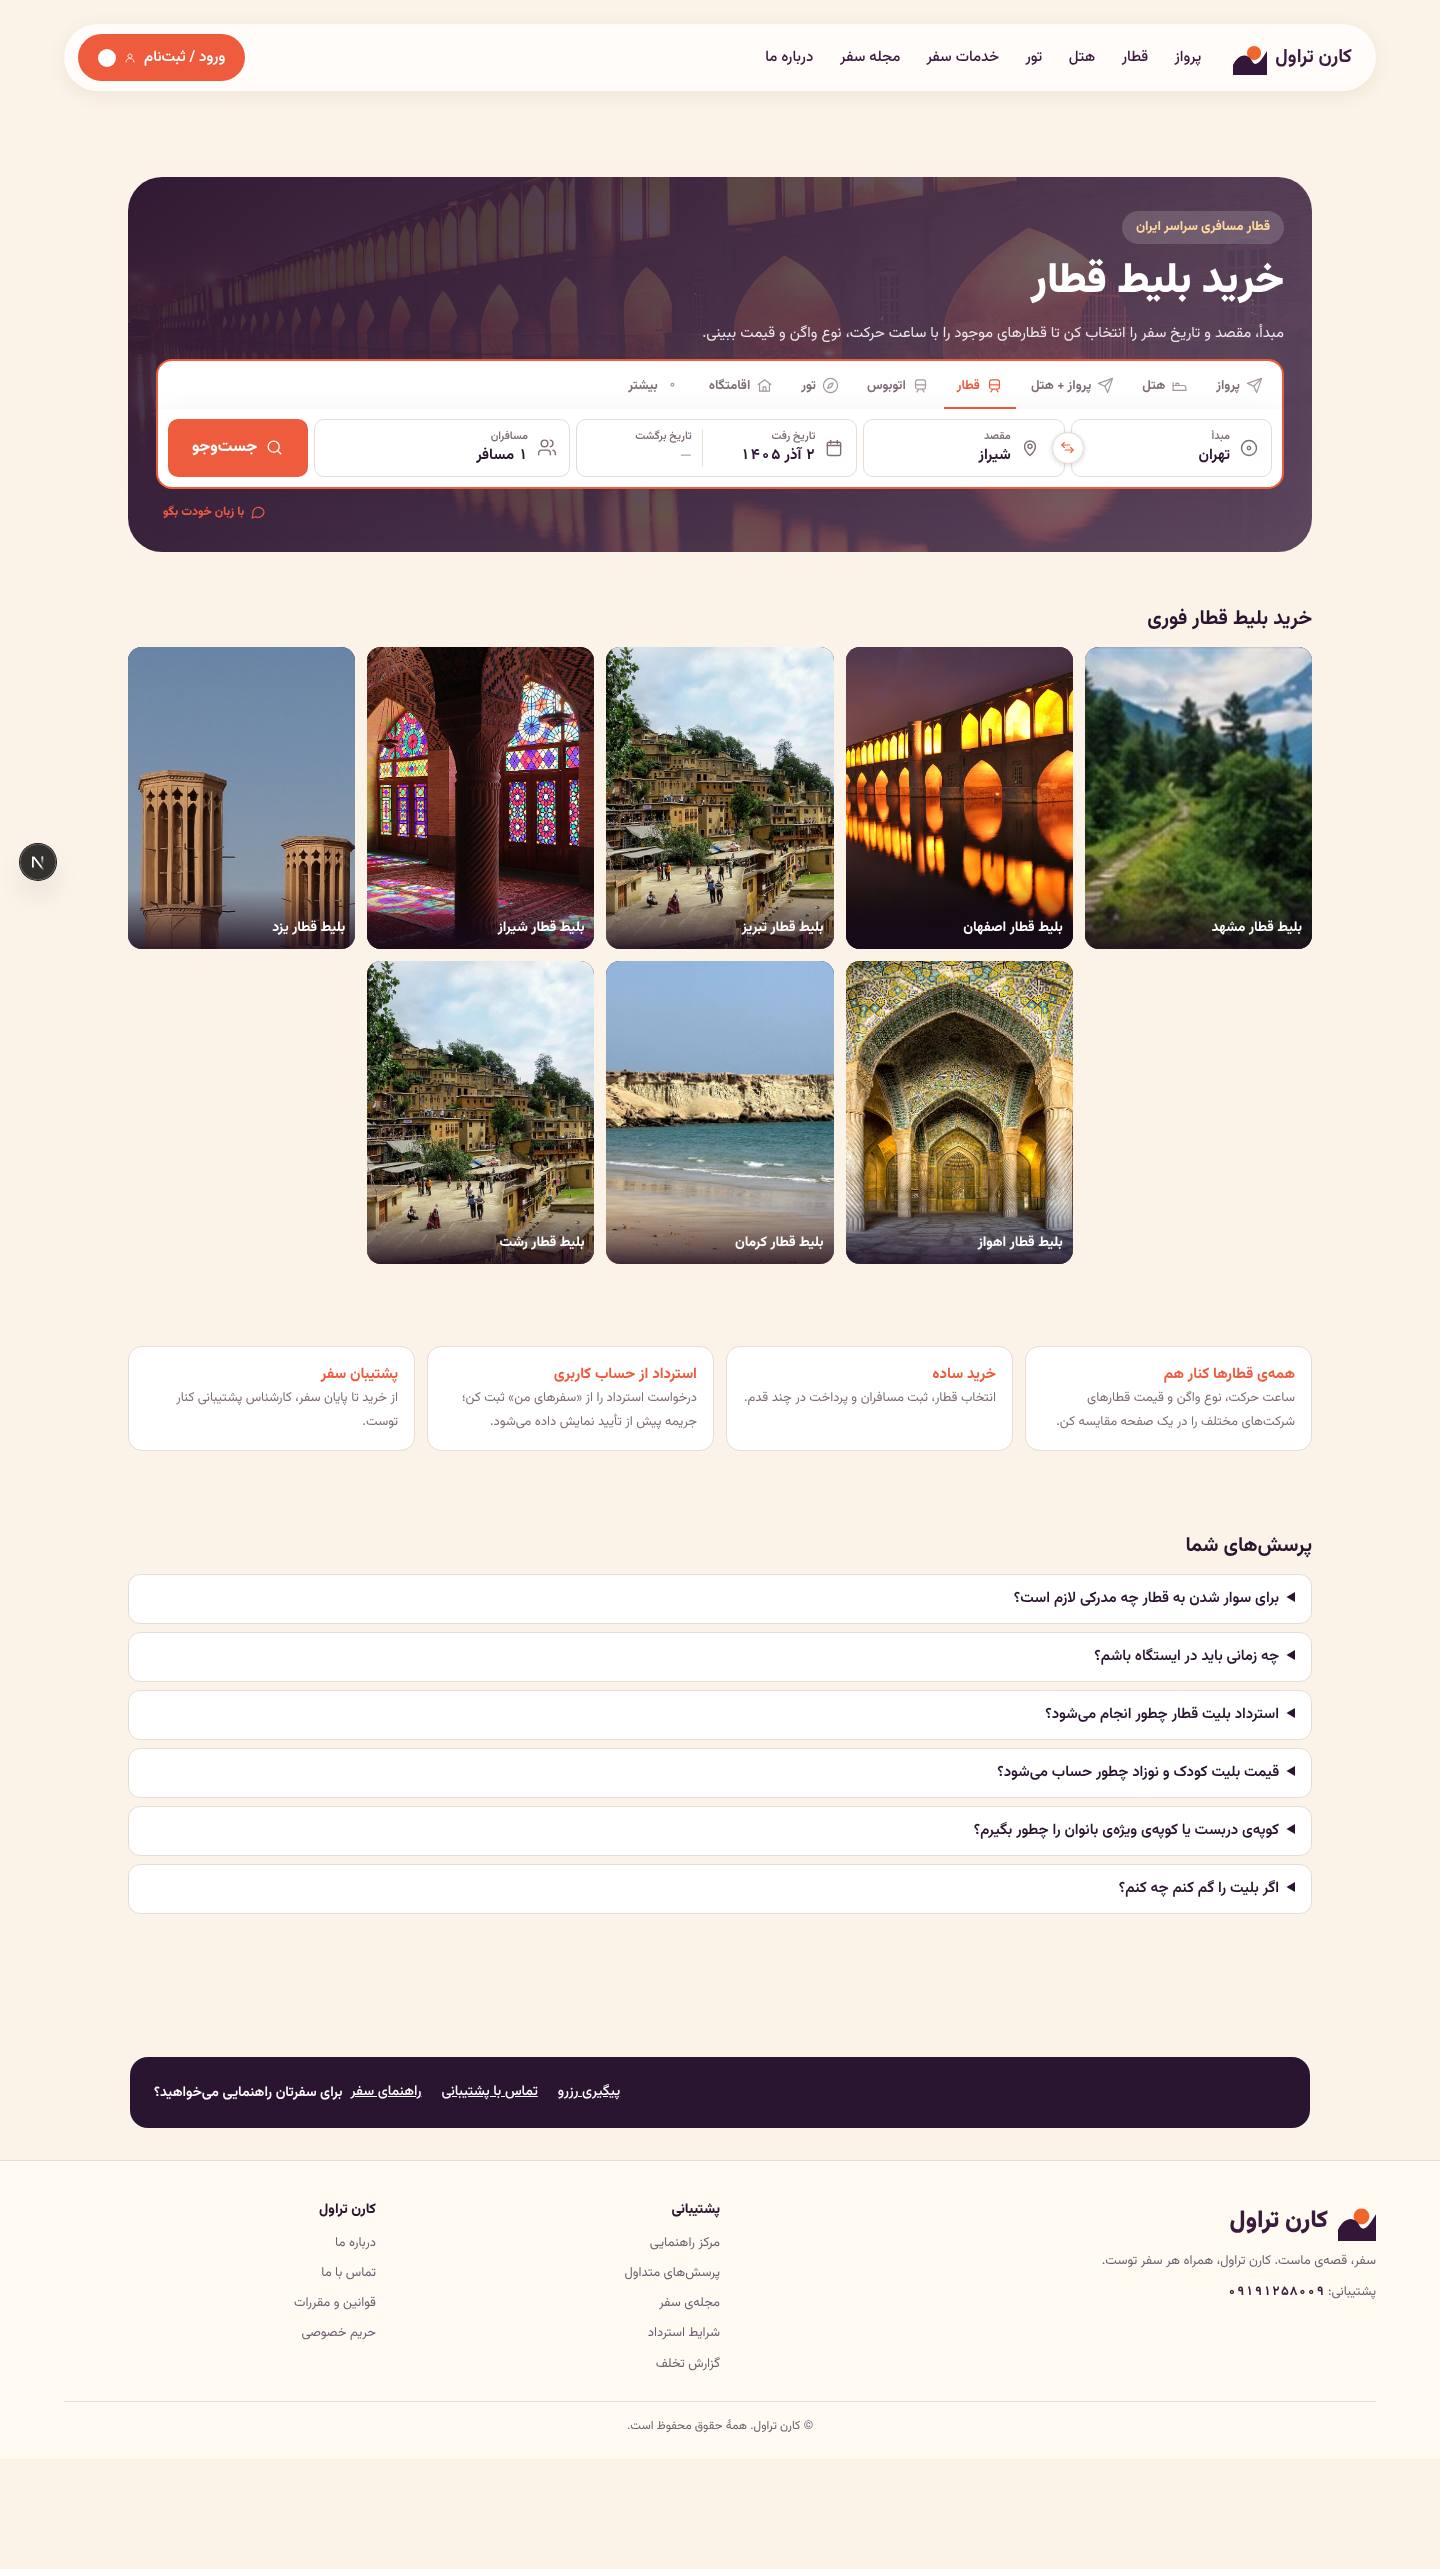 کارن تراول
پرواز
قطار
هتل
تور
خدمات سفر
مجله سفر
درباره ما
ورود / ثبت‌نام
قطار مسافری سراسر ایران
خرید بلیط قطار
مبدأ، مقصد و تاریخ سفر را انتخاب کن تا قطارهای موجود را با ساعت حرکت، نوع واگن و قیمت ببینی.
پرواز
هتل
پرواز + هتل
قطار
اتوبوس
تور
اقامتگاه
بیشتر
مبدأ
تهران
مقصد
شیراز
تاریخ رفت
۲ آذر ۱۴۰۵
تاریخ برگشت
—
مسافران
۱ مسافر
جست‌وجو
با زبان خودت بگو
خرید بلیط قطار فوری
بلیط قطار مشهد
بلیط قطار اصفهان
بلیط قطار تبریز
بلیط قطار شیراز
بلیط قطار یزد
N
بلیط قطار اهواز
بلیط قطار کرمان
بلیط قطار رشت
همه‌ی قطارها کنار هم
ساعت حرکت، نوع واگن و قیمت قطارهای
شرکت‌های مختلف را در یک صفحه مقایسه کن.
خرید ساده
انتخاب قطار، ثبت مسافران و پرداخت در چند قدم.
استرداد از حساب کاربری
درخواست استرداد را از «سفرهای من» ثبت کن؛
جریمه پیش از تأیید نمایش داده می‌شود.
پشتیبان سفر
از خرید تا پایان سفر، کارشناس پشتیبانی کنار
توست.
پرسش‌های شما
برای سوار شدن به قطار چه مدرکی لازم است؟
چه زمانی باید در ایستگاه باشم؟
استرداد بلیت قطار چطور انجام می‌شود؟
قیمت بلیت کودک و نوزاد چطور حساب می‌شود؟
کوپه‌ی دربست یا کوپه‌ی ویژه‌ی بانوان را چطور بگیرم؟
اگر بلیت را گم کنم چه کنم؟
پیگیری رزرو
تماس با پشتیبانی
راهنمای سفر
برای سفرتان راهنمایی می‌خواهید؟
کارن تراول
سفر، قصه‌ی ماست. کارن تراول، همراه هر سفر توست.
پشتیبانی: ۰۹۱۹۱۲۵۸۰۰۹
پشتیبانی
مرکز راهنمایی
پرسش‌های متداول
مجله‌ی سفر
شرایط استرداد
گزارش تخلف
کارن تراول
درباره ما
تماس با ما
قوانین و مقررات
حریم خصوصی
© کارن تراول. همهٔ حقوق محفوظ است.